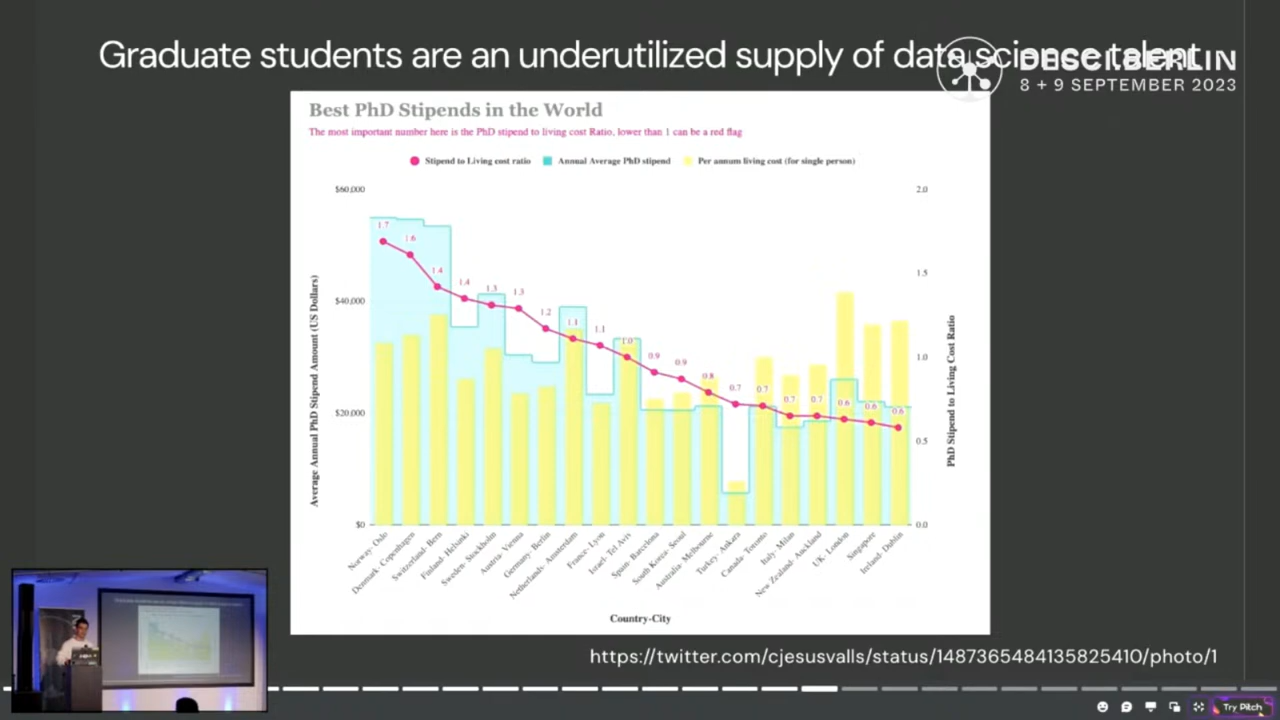 Graduate students are an underutilized supply of data science talent
DESCI.BERLIN
8 + 9 SEPTEMBER 2023
Best PhD Stipends in the World
The most important number here is the PhD stipend to living cost Ratio, lower than 1 can be a red flag
Stipend to Living cost ratio
Annual Average PhD stipend
Per annum living cost (for single person)
$60,000
$40,000
$20,000
$0
Average Annual PhD Stipend Amount (US Dollars)
1.7
1.6
1.4
1.4
1.3
1.3
1.2
1.1
1.1
1.0
0.9
0.9
0.8
0.7
0.7
0.7
0.7
0.6
0.6
0.6
2.0
1.5
1.0
0.5
0.0
PhD Stipend to Living Cost Ratio
Norway- Oslo
Denmark- Copenhagen
Switzerland- Bern
Finland- Helsinki
Sweden- Stockholm
Austria- Vienna
Germany- Berlin
Netherlands- Amsterdam
France- Lyon
Israel- Tel Aviv
Spain- Barcelona
South Korea- Seoul
Australia- Melbourne
Turkey- Ankara
Canada- Toronto
Italy- Milan
New Zealand- Auckland
UK- London
Singapore
Ireland- Dublin
Country-City
https://twitter.com/cjesusvalls/status/1487365484135825410/photo/1
Try Pitch